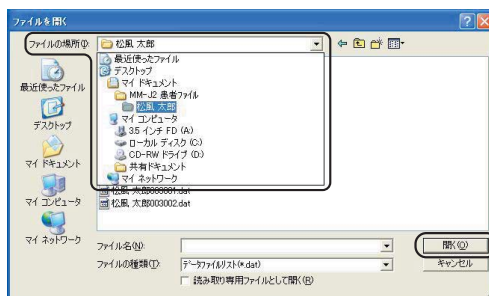 ファイルを開く
ファイルの場所(I):
松風 太郎
最近使ったファイル
デスクトップ
マイ ドキュメント
MM-J2 患者ファイル
松風 太郎
マイ コンピュータ
3.5 インチ FD (A:)
ローカル ディスク (C:)
CD-RW ドライブ (D:)
共有ドキュメント
マイ ネットワーク
松風 太郎000001.dat
松風 太郎003002.dat
最近使ったファイル
デスクトップ
マイ ドキュメント
マイ コンピュータ
マイ ネットワーク
ファイル名(N):
開く(O)
ファイルの種類(T):
データファイルリスト(*.dat)
キャンセル
読み取り専用ファイルとして開く(R)